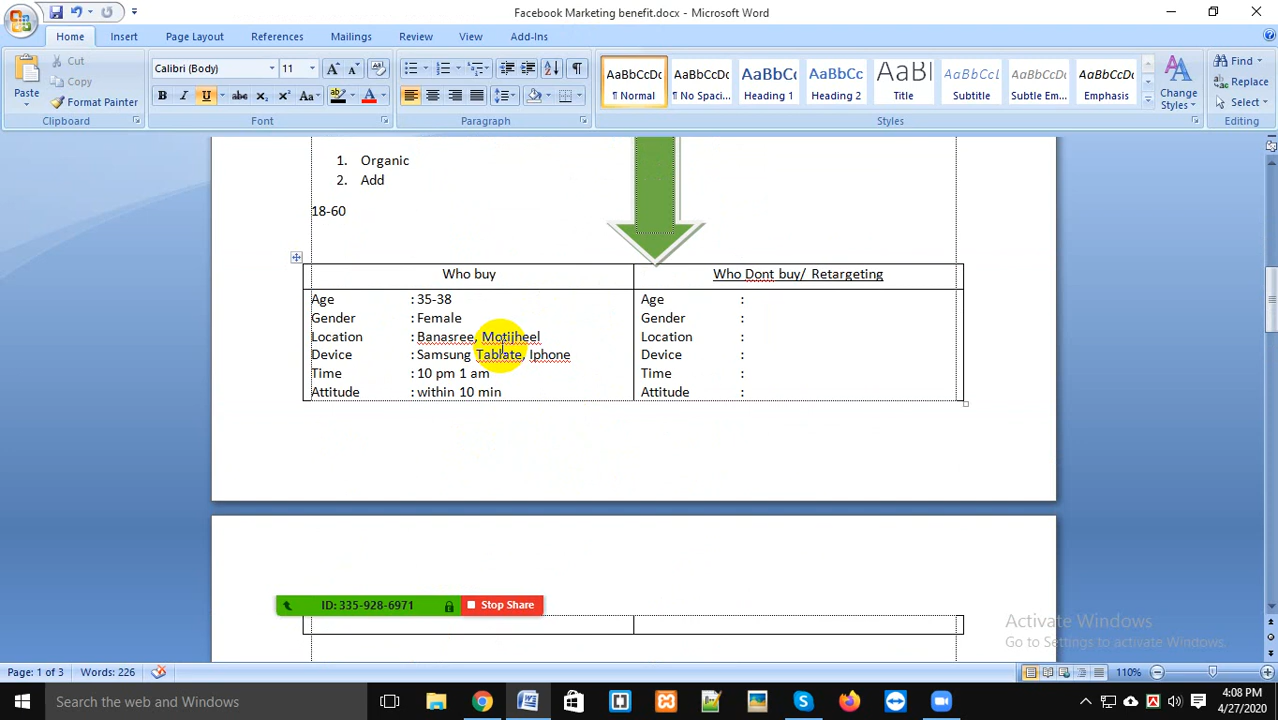 Facebook Marketing benefit.docx - Microsoft Word
Home Insert Page Layout References Mailings Review View Add-Ins
Paste
Cut
Copy
Format Painter
Clipboard
Calibri (Body) 11
Font
Paragraph
AaBbCcDc AaBbCcDc AaBbCc AaBbCc AaBl AaBbCcL AaBbCcDc AaBbCcDc
¶ Normal ¶ No Spaci... Heading 1 Heading 2 Title Subtitle Subtle Em... Emphasis
Change Styles
Styles
Find
Replace
Select
Editing
1. Organic
2. Add
18-60
Who buy
Age : 35-38
Gender : Female
Location : Banasree, Motijheel
Device : Samsung Tablate, Iphone
Time : 10 pm 1 am
Attitude : within 10 min
Who Dont buy/ Retargeting
Age :
Gender :
Location :
Device :
Time :
Attitude :
ID: 335-928-6971 Stop Share
Activate Windows
Go to Settings to activate Windows.
Page: 1 of 3 Words: 226 110%
Search the web and Windows
4:08 PM
4/27/2020